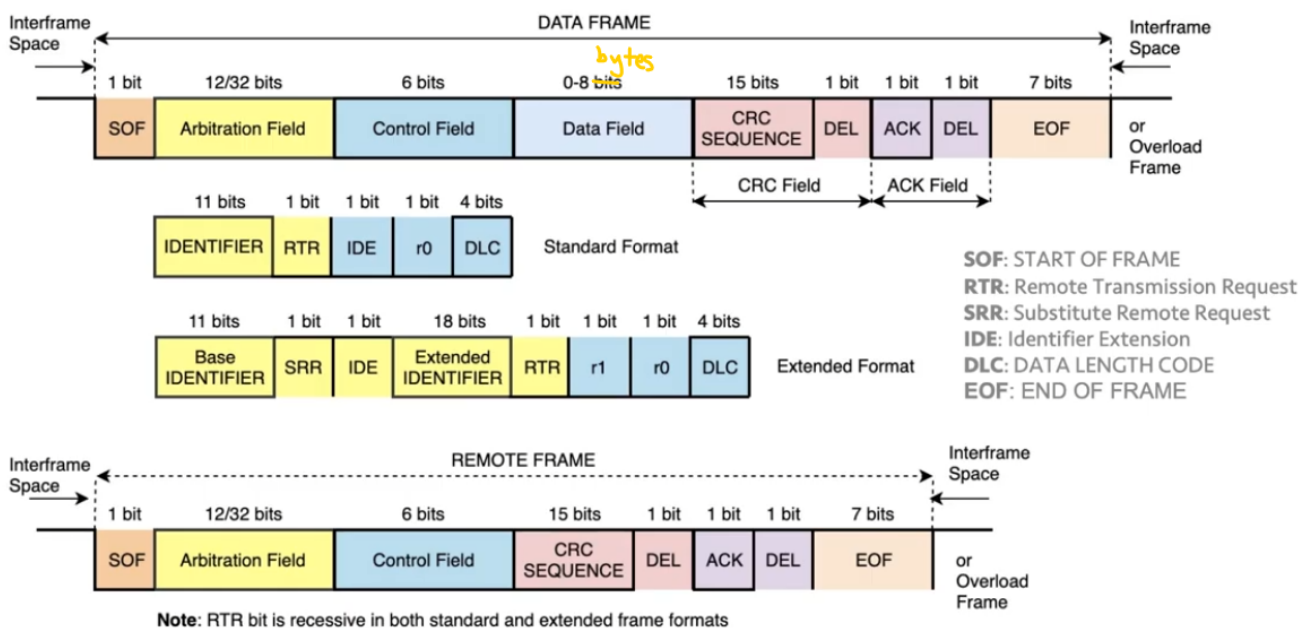 DATA FRAME
Interframe
Space
Interframe
Space
bytes
1 bit 12/32 bits 6 bits 0-8 bits 15 bits 1 bit 1 bit 1 bit 7 bits
SOF Arbitration Field Control Field Data Field CRC SEQUENCE DEL ACK DEL EOF
or
Overload
Frame
CRC Field ACK Field
11 bits 1 bit 1 bit 1 bit 4 bits
IDENTIFIER RTR IDE r0 DLC Standard Format
SOF: START OF FRAME
RTR: Remote Transmission Request
SRR: Substitute Remote Request
IDE: Identifier Extension
DLC: DATA LENGTH CODE
EOF: END OF FRAME
11 bits 1 bit 1 bit 18 bits 1 bit 1 bit 1 bit 4 bits
Base IDENTIFIER SRR IDE Extended IDENTIFIER RTR r1 r0 DLC Extended Format
REMOTE FRAME
Interframe
Space
Interframe
Space
1 bit 12/32 bits 6 bits 15 bits 1 bit 1 bit 1 bit 7 bits
SOF Arbitration Field Control Field CRC SEQUENCE DEL ACK DEL EOF
or
Overload
Frame
Note: RTR bit is recessive in both standard and extended frame formats